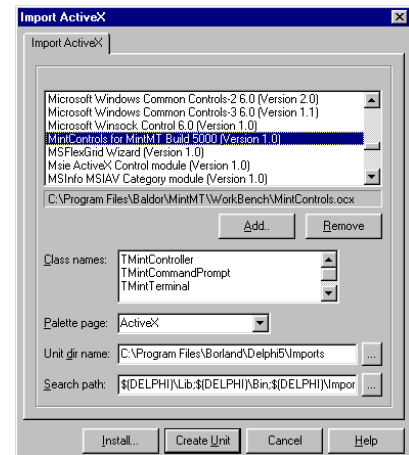 Import ActiveX
Import ActiveX
Microsoft Windows Common Controls-2 6.0 (Version 2.0)
Microsoft Windows Common Controls-3 6.0 (Version 1.1)
Microsoft Winsock Control 6.0 (Version 1.0)
MintControls for MintMT Build 5000 (Version 1.0)
MSFlexGrid Wizard (Version 1.0)
Msie ActiveX Control module (Version 1.0)
MSInfo MSIAV Category module (Version 1.0)
C:\Program Files\Baldor\MintMT\WorkBench\MintControls.ocx
Add..
Remove
Class names:
TMintController
TMintCommandPrompt
TMintTerminal
Palette page:
ActiveX
Unit dir name:
C:\Program Files\Borland\Delphi5\Imports
...
Search path:
$(DELPHI)\Lib;$(DELPHI)\Bin;$(DELPHI)\Impor
...
Install...
Create Unit
Cancel
Help